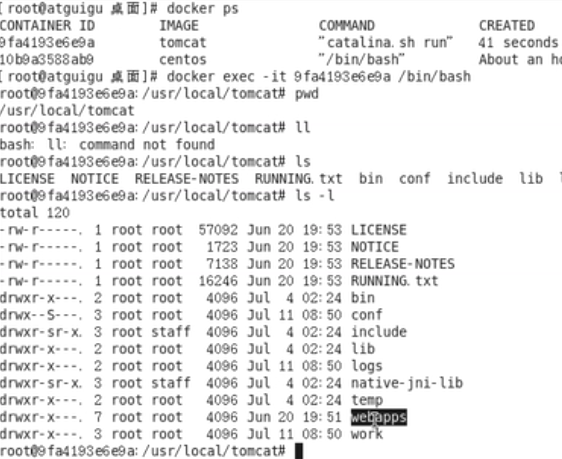 [root@atguigu 桌面]# docker ps
CONTAINER ID IMAGE COMMAND CREATED
9fa4193e6e9a tomcat "catalina.sh run" 41 seconds
10b9a3588ab9 centos "/bin/bash" About an ho
[root@atguigu 桌面]# docker exec -it 9fa4193e6e9a /bin/bash
root@9fa4193e6e9a:/usr/local/tomcat# pwd
/usr/local/tomcat
root@9fa4193e6e9a:/usr/local/tomcat# ll
bash: ll: command not found
root@9fa4193e6e9a:/usr/local/tomcat# ls
LICENSE NOTICE RELEASE-NOTES RUNNING.txt bin conf include lib l
root@9fa4193e6e9a:/usr/local/tomcat# ls -l
total 120
-rw-r-----. 1 root root 57092 Jun 20 19:53 LICENSE
-rw-r-----. 1 root root 1723 Jun 20 19:53 NOTICE
-rw-r-----. 1 root root 7138 Jun 20 19:53 RELEASE-NOTES
-rw-r-----. 1 root root 16246 Jun 20 19:53 RUNNING.txt
drwxr-x---. 2 root root 4096 Jul 4 02:24 bin
drwx--S---. 3 root root 4096 Jul 11 08:50 conf
drwxr-sr-x. 3 root staff 4096 Jul 4 02:24 include
drwxr-x---. 2 root root 4096 Jul 4 02:24 lib
drwxr-x---. 2 root root 4096 Jul 11 08:50 logs
drwxr-sr-x. 3 root staff 4096 Jul 4 02:24 native-jni-lib
drwxr-x---. 2 root root 4096 Jul 4 02:24 temp
drwxr-x---. 7 root root 4096 Jun 20 19:51 webapps
drwxr-x---. 3 root root 4096 Jul 11 08:50 work
root@9fa4193e6e9a:/usr/local/tomcat#